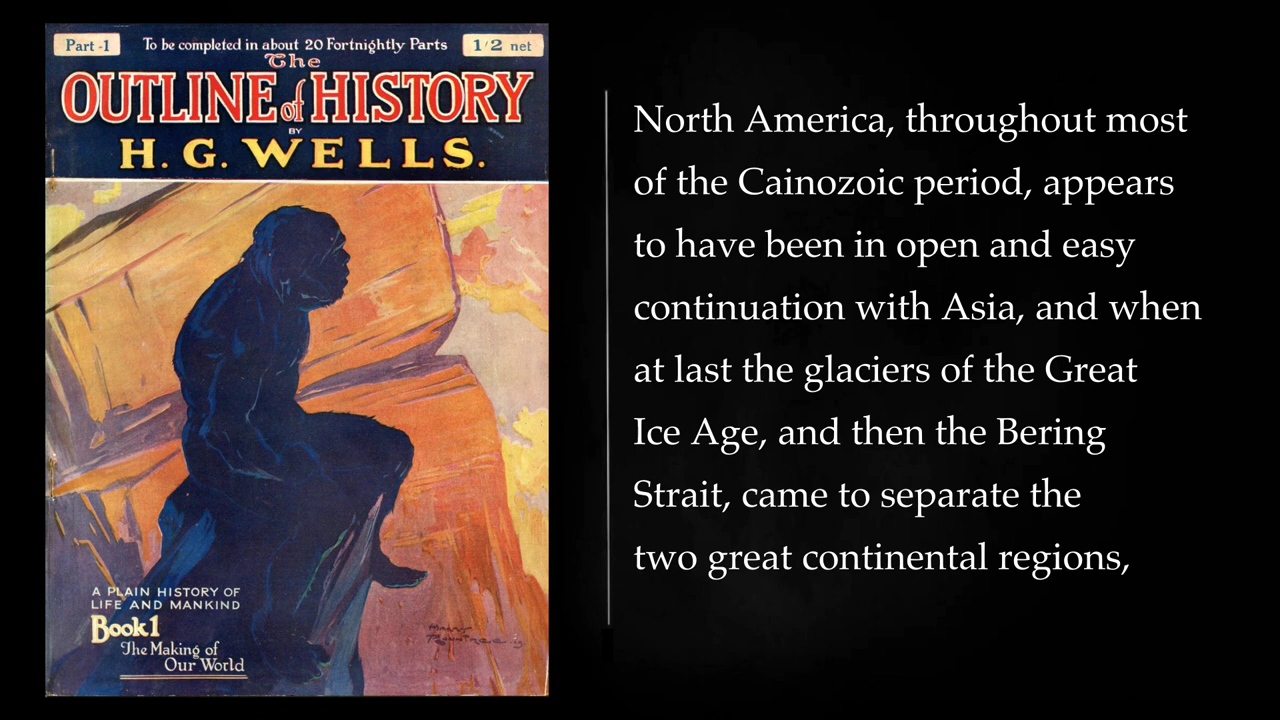 Part -1
To be completed in about 20 Fortnightly Parts
1/2 net
The
OUTLINE of HISTORY
BY
H. G. WELLS.
A PLAIN HISTORY OF
LIFE AND MANKIND
Book 1
The Making of
Our World
North America, throughout most
of the Cainozoic period, appears
to have been in open and easy
continuation with Asia, and when
at last the glaciers of the Great
Ice Age, and then the Bering
Strait, came to separate the
two great continental regions,